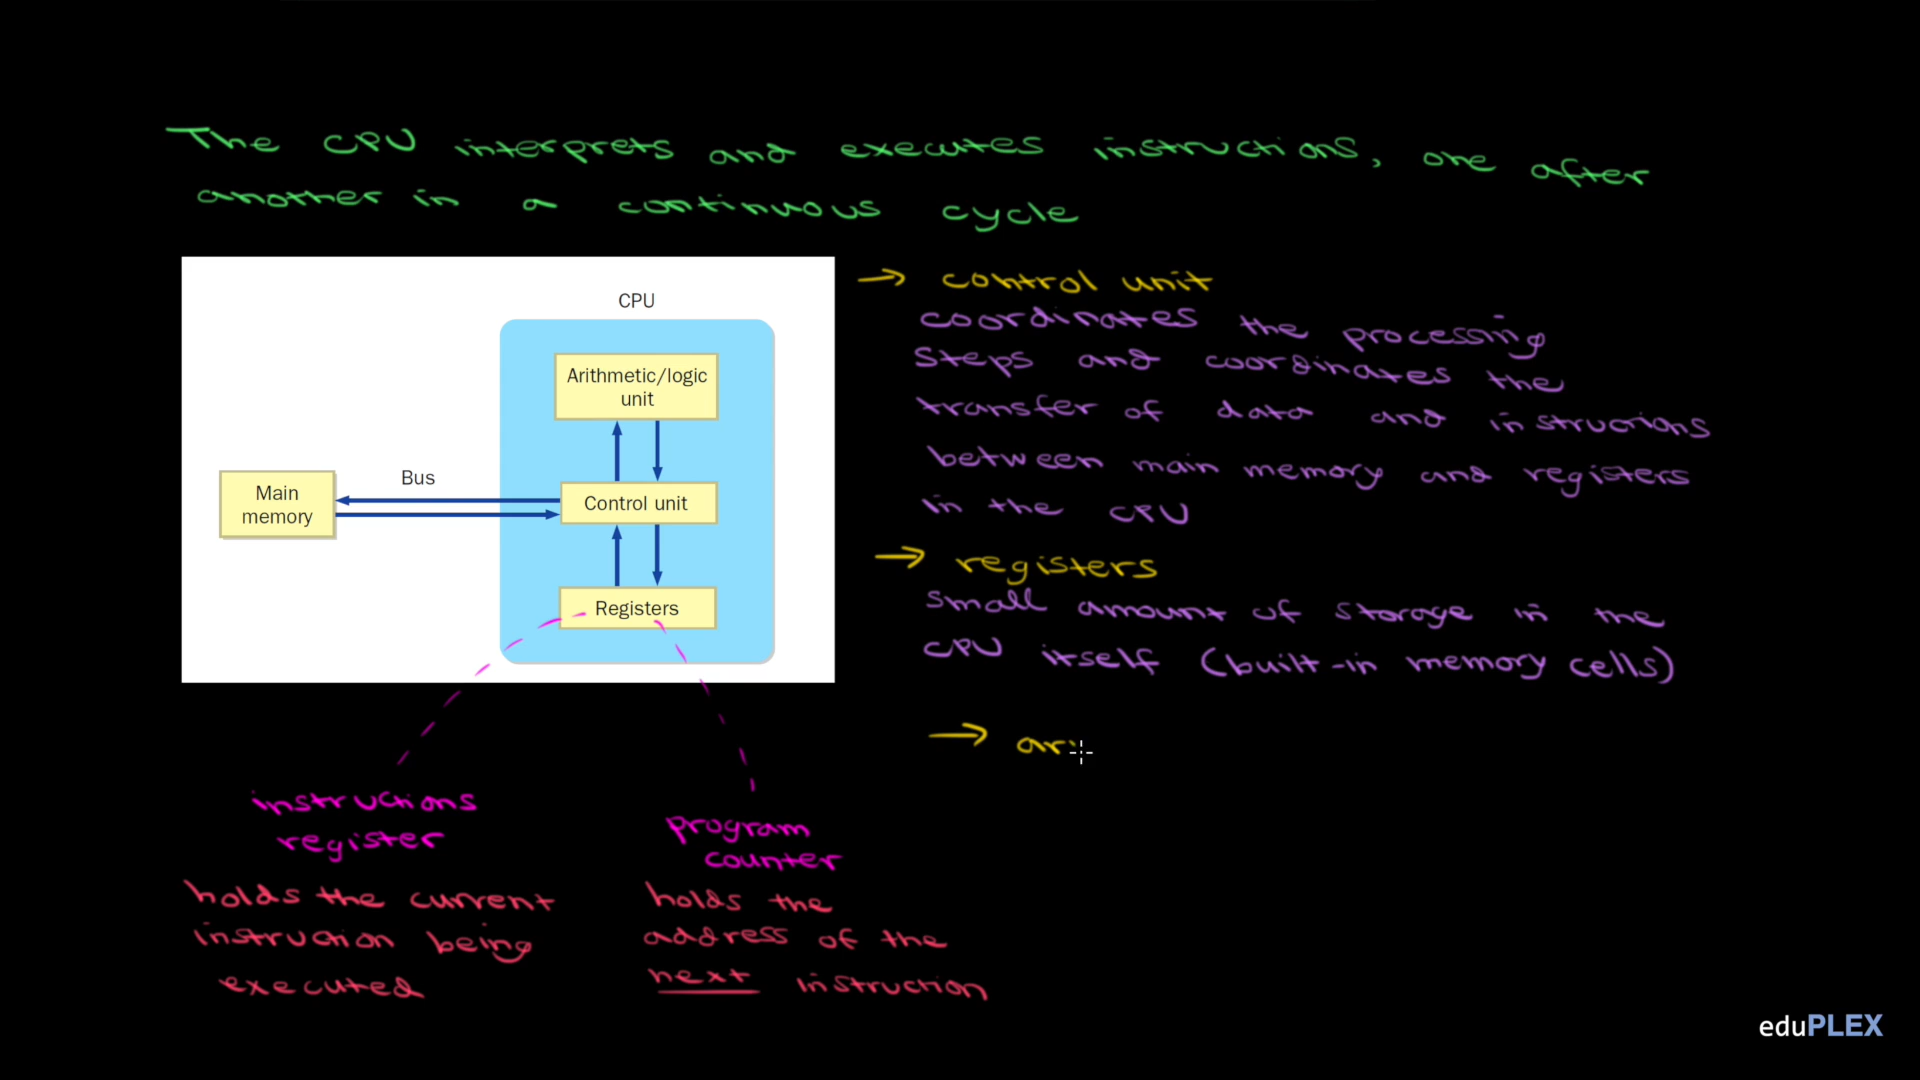 The CPU interprets and executes instructions, one after
another in a continuous cycle
CPU
Arithmetic/logic
unit
Bus
Main
memory
Control unit
Registers
→ control unit
coordinates the processing
steps and coordinates the
transfer of data and instructions
between main memory and registers
in the CPU
→ registers
small amount of storage in the
CPU itself (built-in memory cells)
→ ari
instructions
register
holds the current
instruction being
executed
program
counter
holds the
address of the
next instruction
eduPLEX